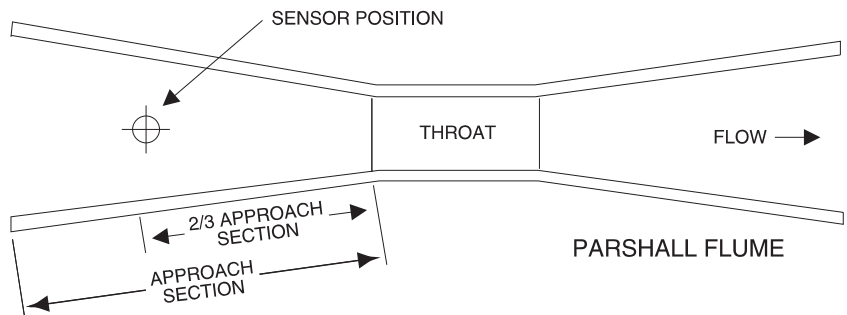 SENSOR POSITION
THROAT
FLOW
2/3 APPROACH
SECTION
APPROACH
SECTION
PARSHALL FLUME